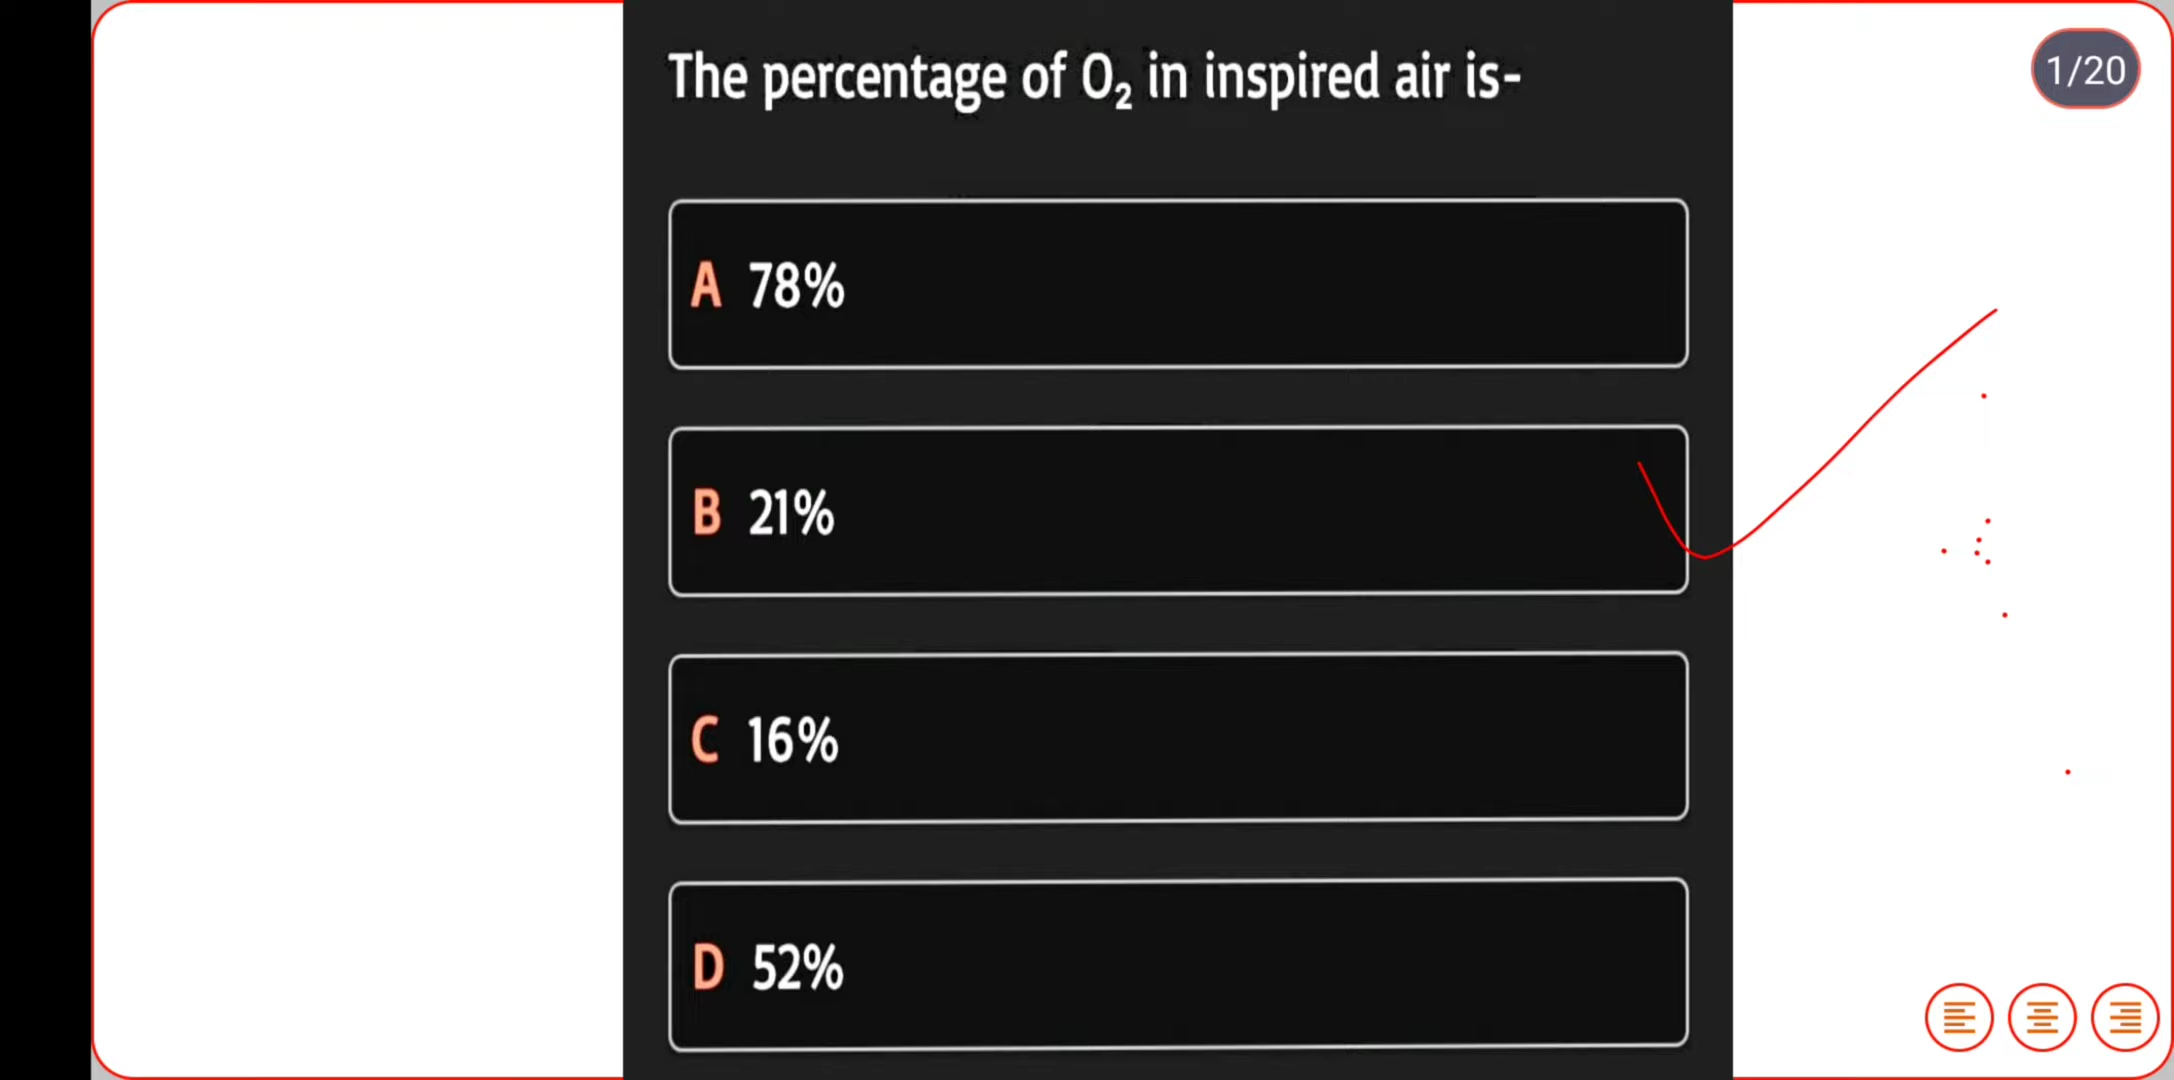 The percentage of O₂ in inspired air is-
1/20
A 78%
B 21%
C 16%
D 52%